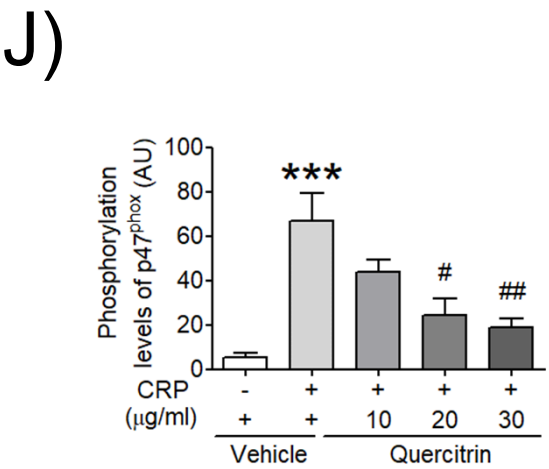 J)
Phosphorylation
levels of p47phox (AU)
100
80
60
40
20
0
***
#
##
CRP - + + + +
(μg/ml) + + 10 20 30
Vehicle Quercitrin